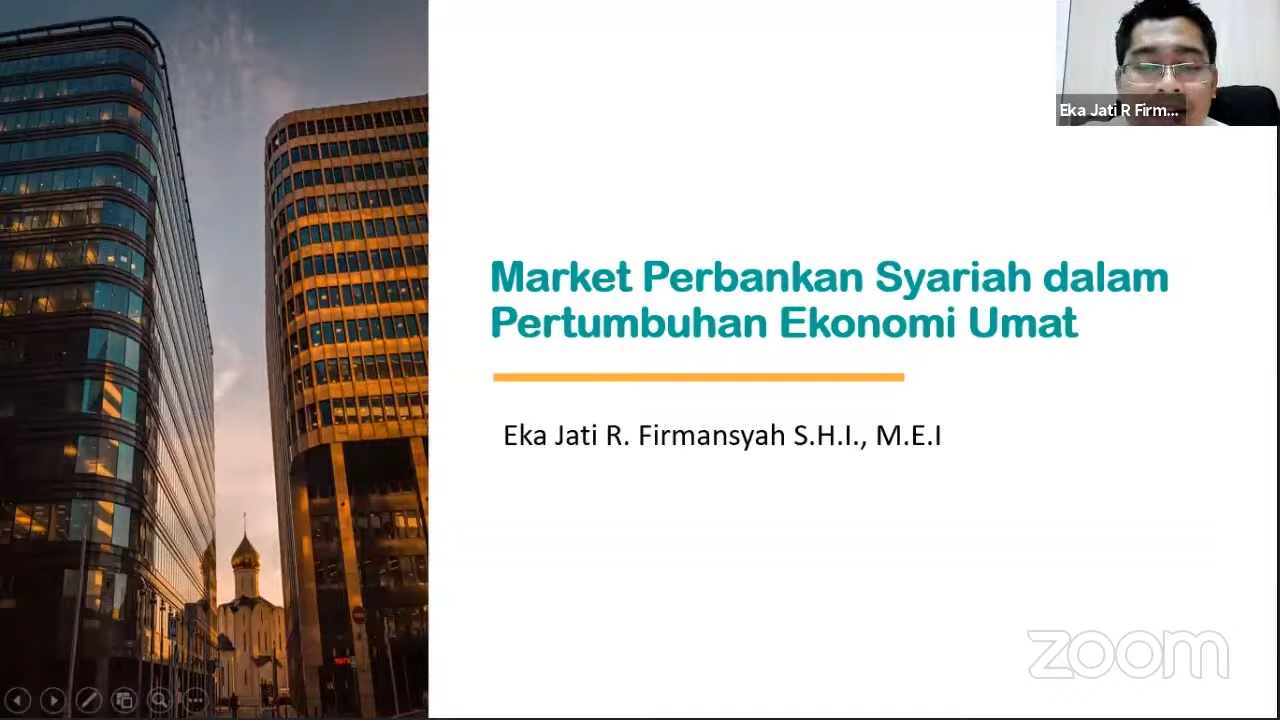 Eka Jati R Firm...
Market Perbankan Syariah dalam
Pertumbuhan Ekonomi Umat
Eka Jati R. Firmansyah S.H.I., M.E.I
zoom